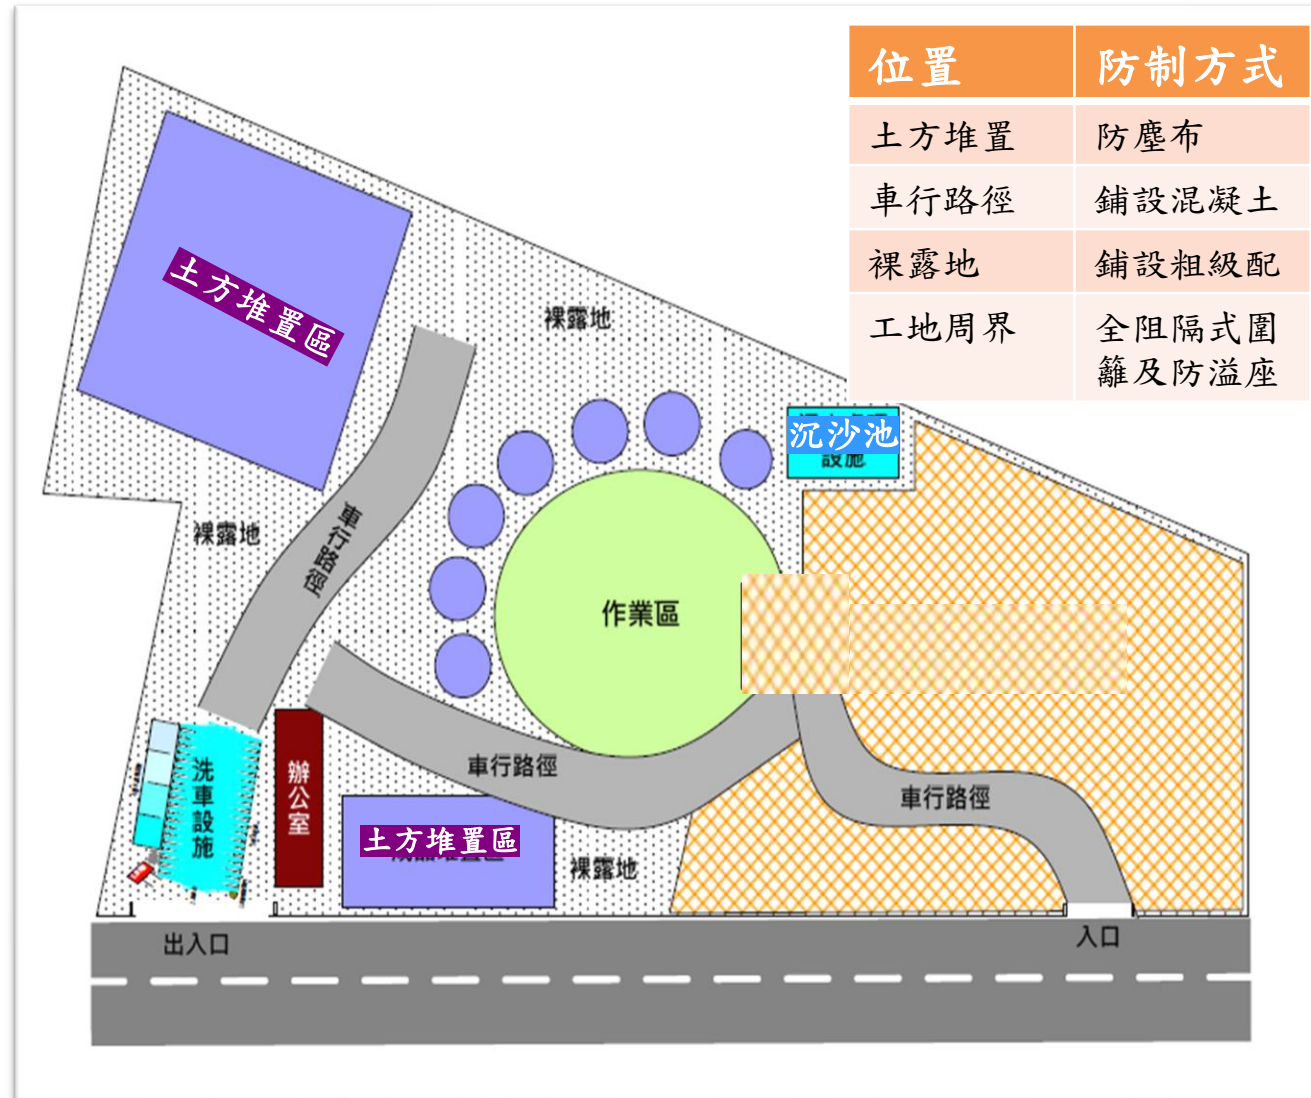 位置 防制方式
土方堆置 防塵布
車行路徑 鋪設混凝土
裸露地 鋪設粗級配
工地周界 全阻隔式圍
籬及防溢座
土方堆置區
裸露地
沉沙池
設施
裸露地
車行路徑
作業區
車行路徑
車行路徑
洗車設施
辦公室
土方堆置區
裸露地
出入口
入口